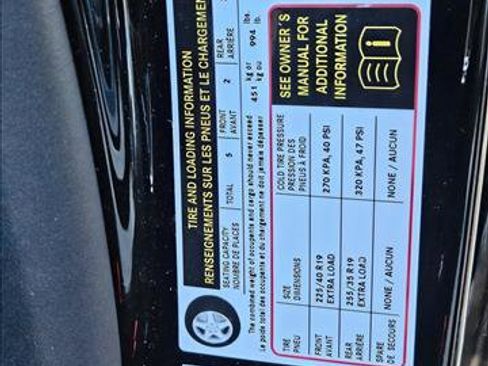 TIRE AND LOADING INFORMATION
RENSEIGNEMENTS SUR LES PNEUS ET LE CHARGEMENT
SEATING CAPACITY
NOMBRE DE PLACES
TOTAL 5
FRONT
AVANT
2
REAR
ARRIÈRE
The combined weight of occupants and cargo should never exceed
Le poids total des occupants et du chargement ne doit jamais dépasser
451 kg or
kg ou
994 lbs.
lb.
TIRE
PNEU
SIZE
DIMENSIONS
COLD TIRE PRESSURE
PRESSION DES
PNEUS À FROID
FRONT
AVANT
225/40 R19
EXTRA LOAD
270 KPA, 40 PSI
REAR
ARRIÈRE
255/35 R19
EXTRA LOAD
320 KPA, 47 PSI
SPARE
DE SECOURS
NONE / AUCUN
NONE / AUCUN
SEE OWNER'S
MANUAL FOR
ADDITIONAL
INFORMATION